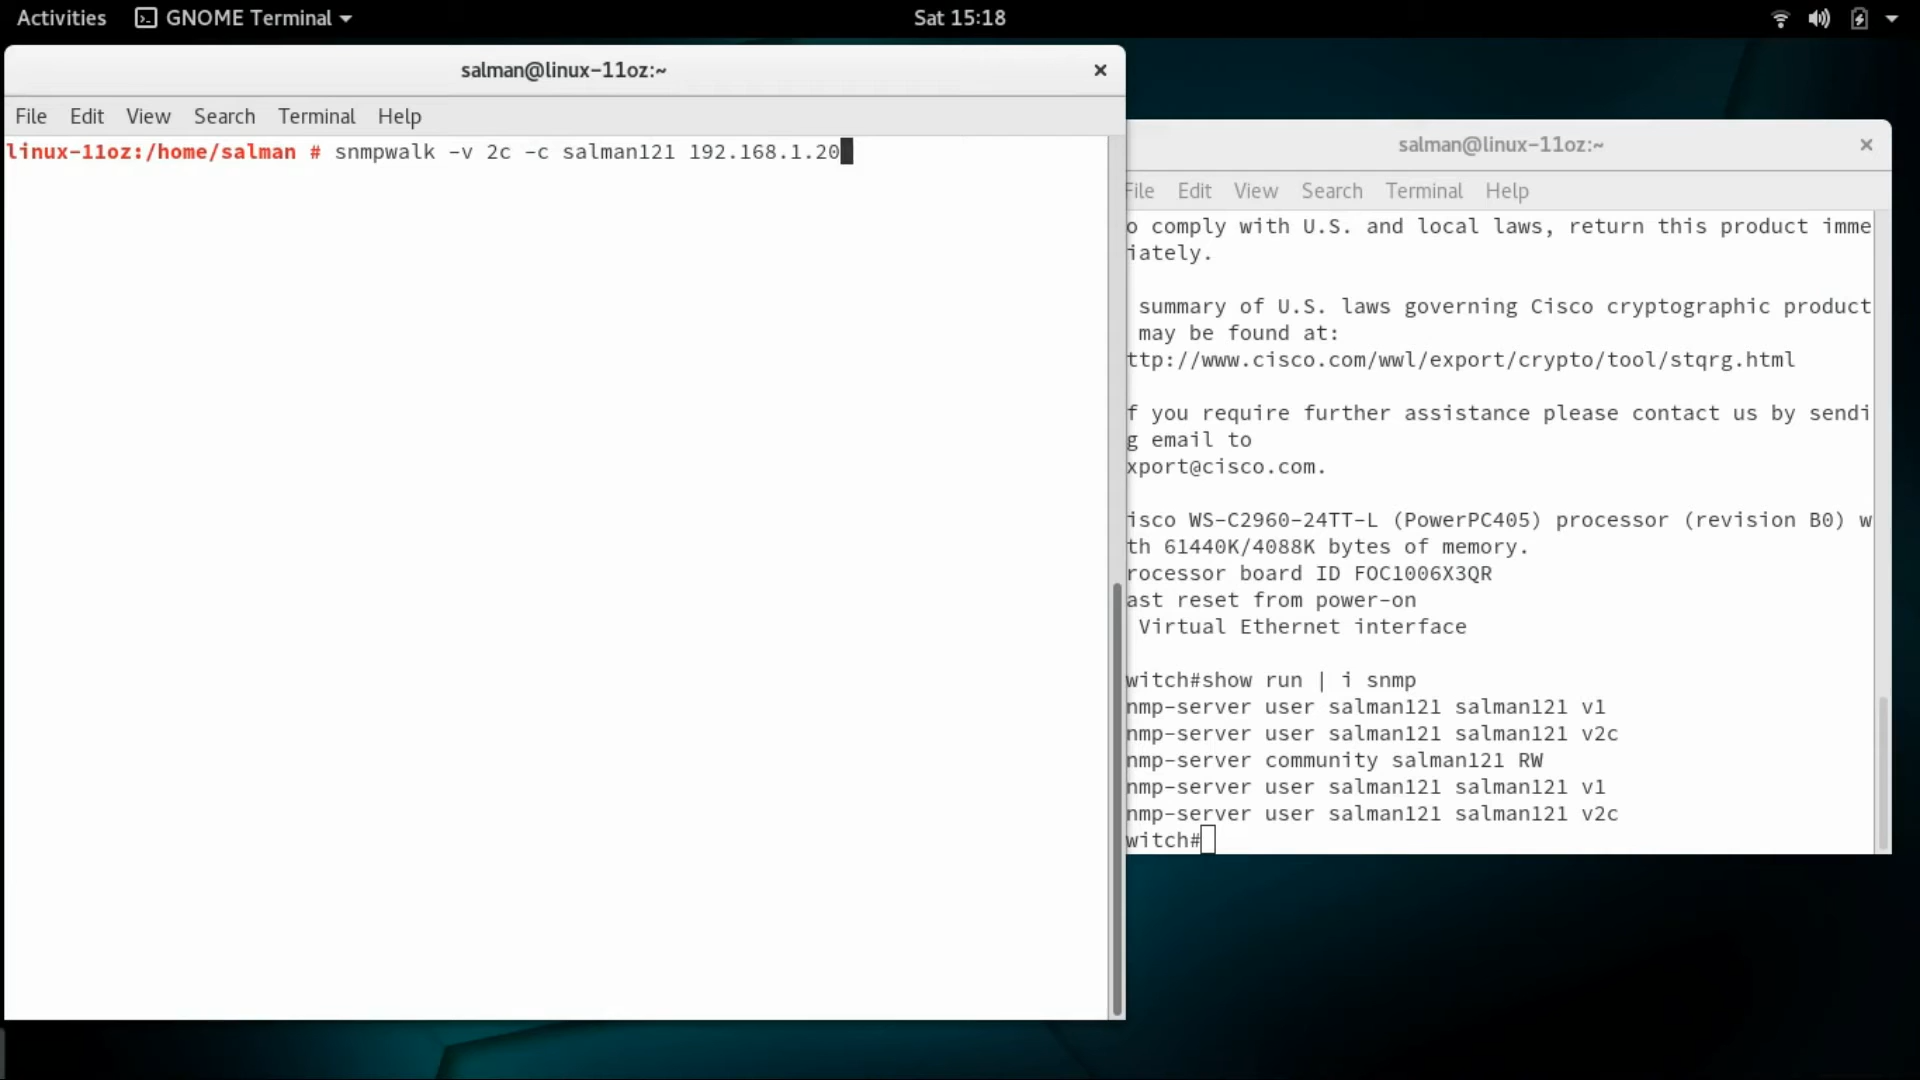 Activities GNOME Terminal Sat 15:18
salman@linux-11oz:~
File Edit View Search Terminal Help
linux-11oz:/home/salman # snmpwalk -v 2c -c salman121 192.168.1.20
salman@linux-11oz:~
File Edit View Search Terminal Help
o comply with U.S. and local laws, return this product imme
iately.
summary of U.S. laws governing Cisco cryptographic product
may be found at:
ttp://www.cisco.com/wwl/export/crypto/tool/stqrg.html
f you require further assistance please contact us by sendi
g email to
xport@cisco.com.
isco WS-C2960-24TT-L (PowerPC405) processor (revision B0) w
th 61440K/4088K bytes of memory.
rocessor board ID FOC1006X3QR
ast reset from power-on
Virtual Ethernet interface
witch#show run | i snmp
nmp-server user salman121 salman121 v1
nmp-server user salman121 salman121 v2c
nmp-server community salman121 RW
nmp-server user salman121 salman121 v1
nmp-server user salman121 salman121 v2c
witch#